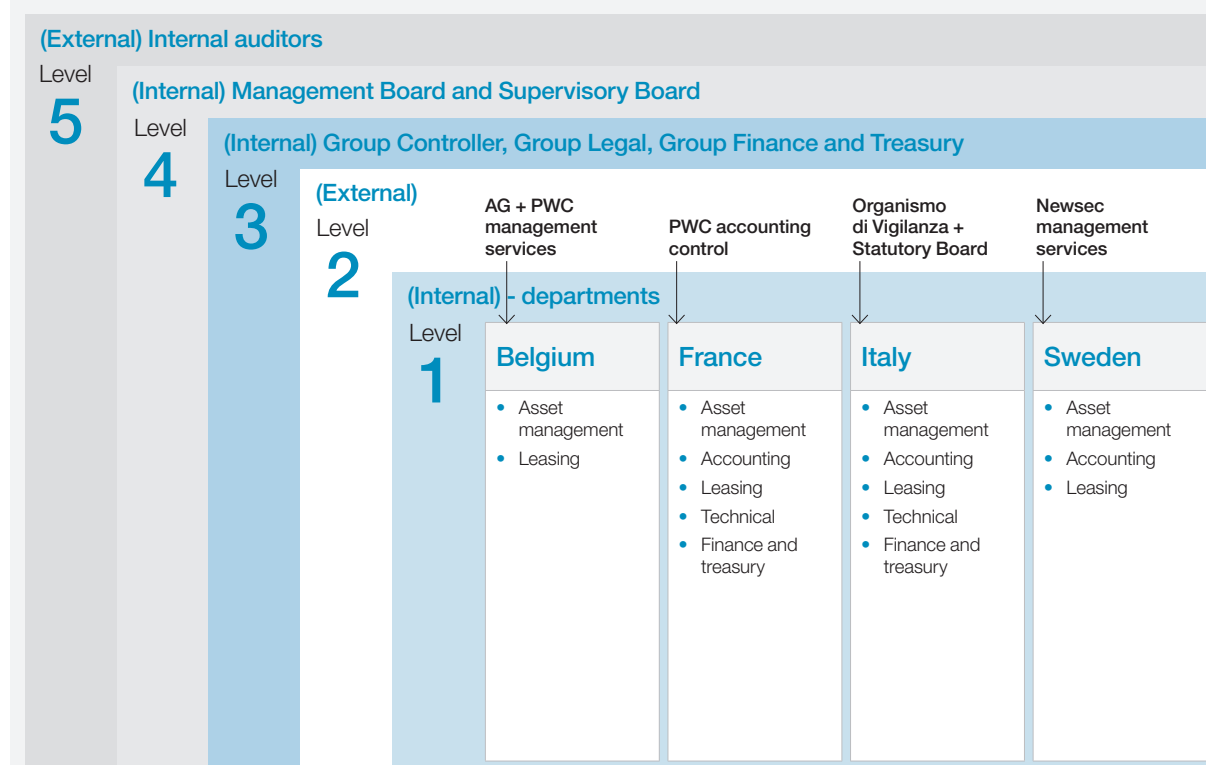 (External) Internal auditors
Level
5
(Internal) Management Board and Supervisory Board
Level
4
(Internal) Group Controller, Group Legal, Group Finance and Treasury
Level
3
(External)
Level
2
AG + PWC
management
services
PWC accounting
control
Organismo
di Vigilanza +
Statutory Board
Newsec
management
services
(Internal) - departments
Level
1
Belgium
• Asset
management
• Leasing
France
• Asset
management
• Accounting
• Leasing
• Technical
• Finance and
treasury
Italy
• Asset
management
• Accounting
• Leasing
• Technical
• Finance and
treasury
Sweden
• Asset
management
• Accounting
• Leasing